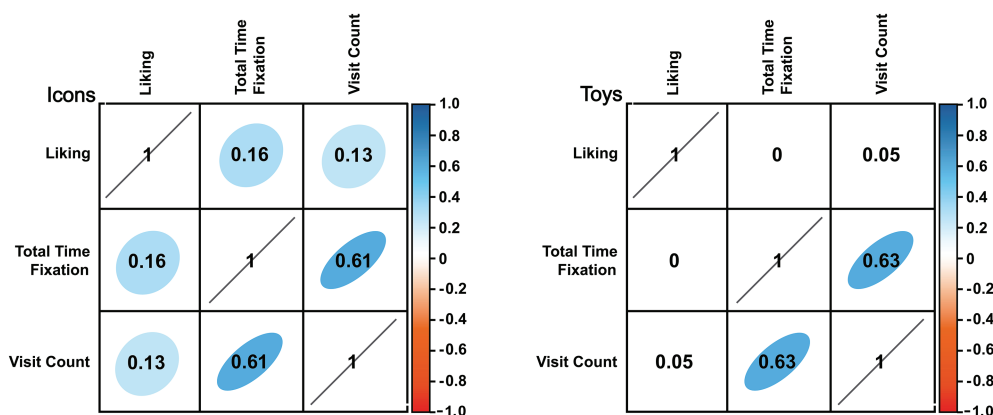 Icons
Liking
Total Time
Fixation
Visit Count
Liking
1
0.16
0.13
Total Time
Fixation
0.16
1
0.61
Visit Count
0.13
0.61
1
1.0
0.8
0.6
0.4
0.2
0
-0.2
-0.4
-0.6
-0.8
-1.0
Toys
Liking
Total Time
Fixation
Visit Count
Liking
1
0
0.05
Total Time
Fixation
0
1
0.63
Visit Count
0.05
0.63
1
1.0
0.8
0.6
0.4
0.2
0
-0.2
-0.4
-0.6
-0.8
-1.0